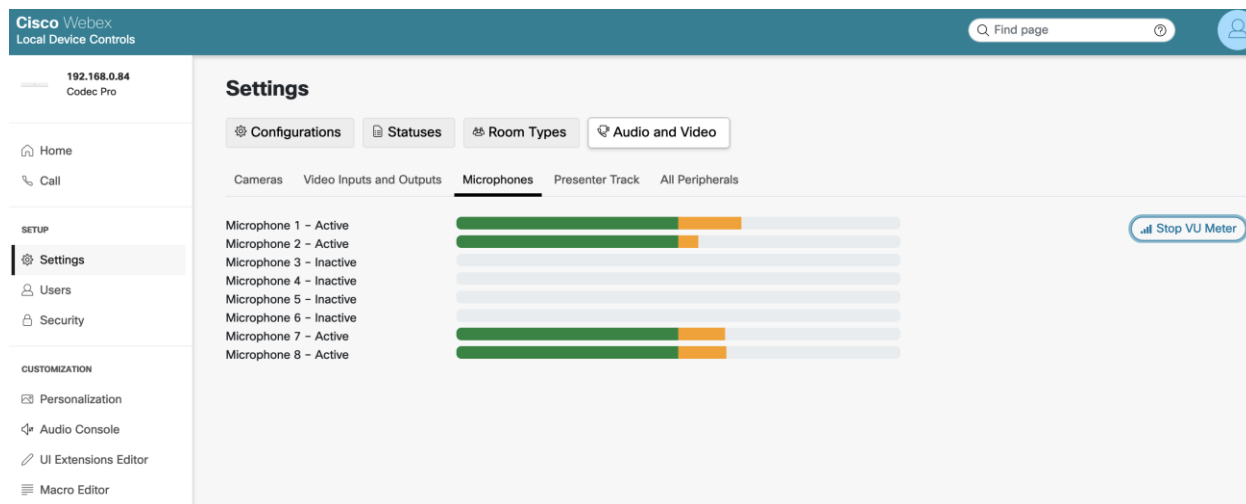 Cisco Webex
Local Device Controls
Find page
192.168.0.84
Codec Pro
Home
Call
SETUP
Settings
Users
Security
CUSTOMIZATION
Personalization
Audio Console
UI Extensions Editor
Macro Editor
Settings
Configurations Statuses Room Types Audio and Video
Cameras Video Inputs and Outputs Microphones Presenter Track All Peripherals
Microphone 1 – Active
Microphone 2 – Active
Microphone 3 – Inactive
Microphone 4 – Inactive
Microphone 5 – Inactive
Microphone 6 – Inactive
Microphone 7 – Active
Microphone 8 – Active
Stop VU Meter